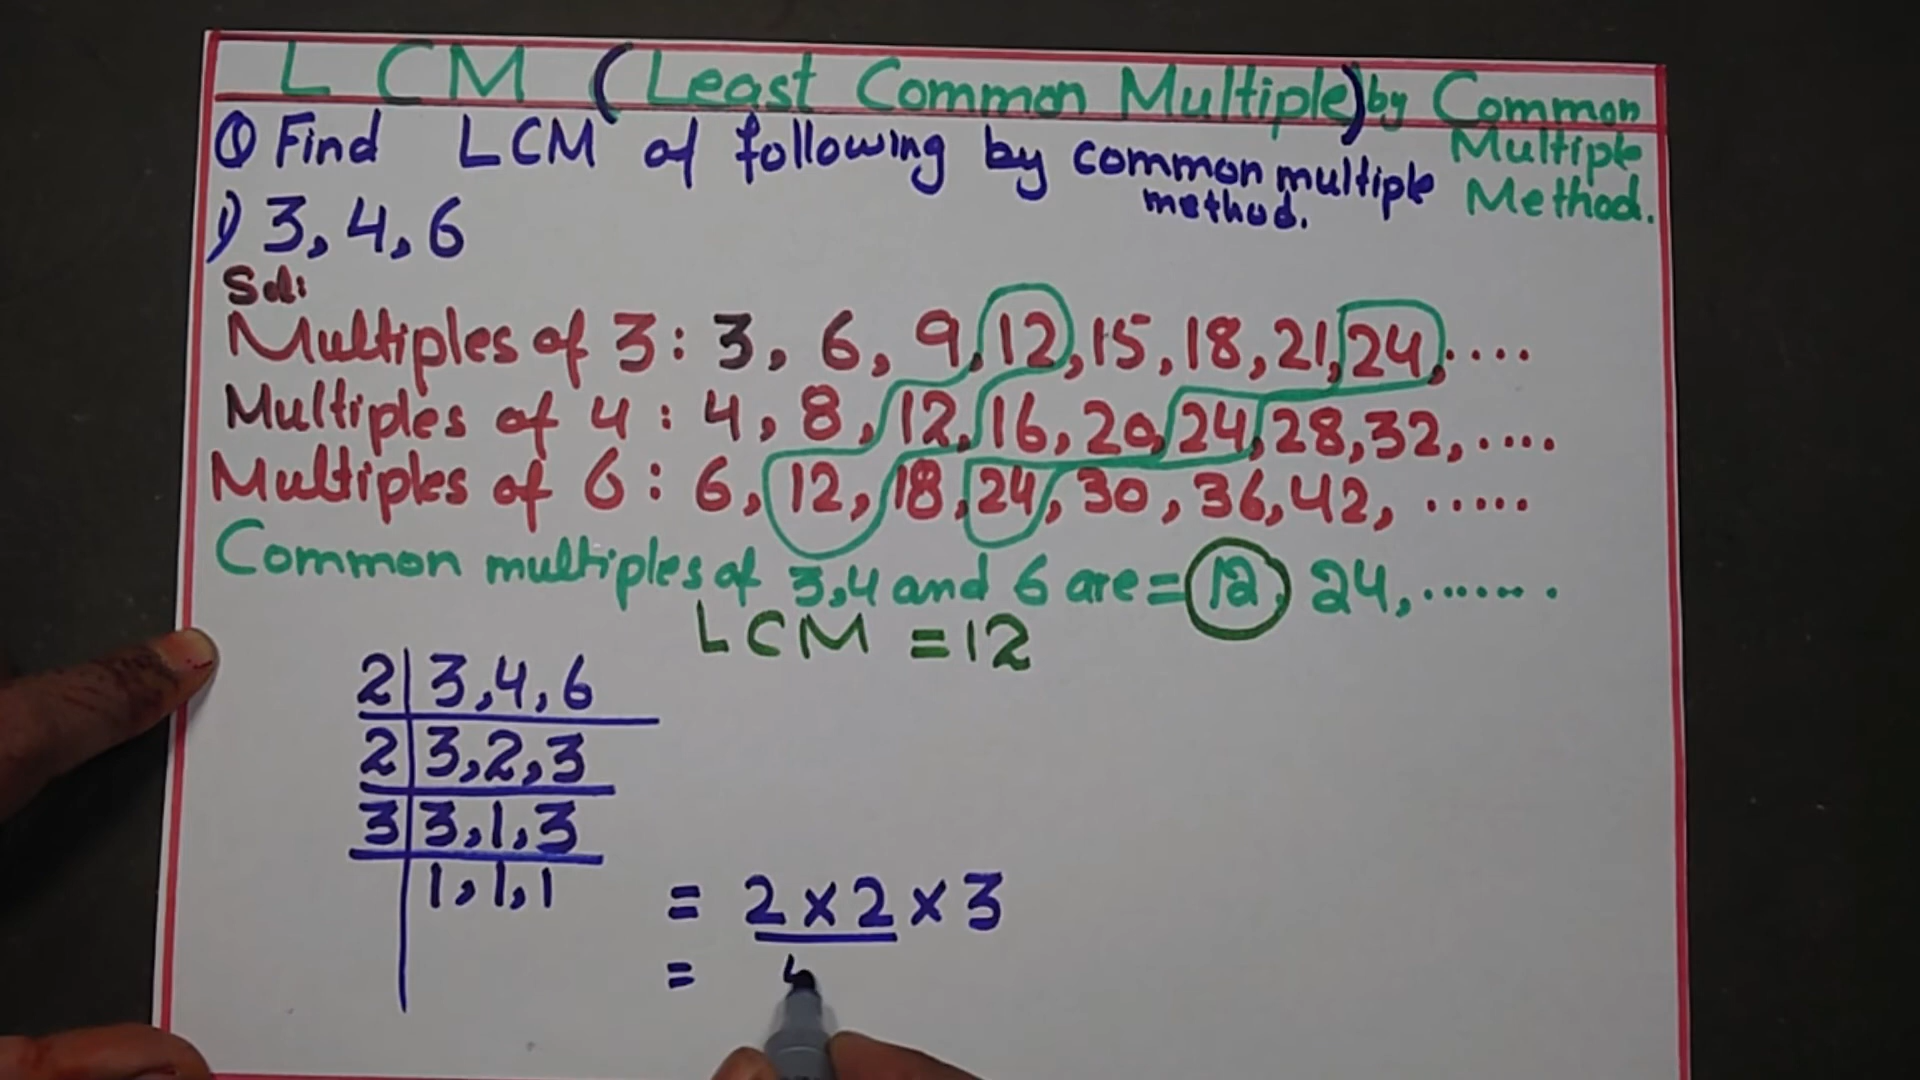 LCM (Least Common Multiple) by Common Multiple Method.
Q Find LCM of following by common multiple method.
1) 3, 4, 6
Sol:
Multiples of 3 : 3, 6, 9, 12, 15, 18, 21, 24, ....
Multiples of 4 : 4, 8, 12, 16, 20, 24, 28, 32, ....
Multiples of 6 : 6, 12, 18, 24, 30, 36, 42, .....
Common multiples of 3,4 and 6 are = 12, 24, .......
LCM = 12
2 | 3, 4, 6
2 | 3, 2, 3
3 | 3, 1, 3
1, 1, 1
= 2 × 2 × 3
=